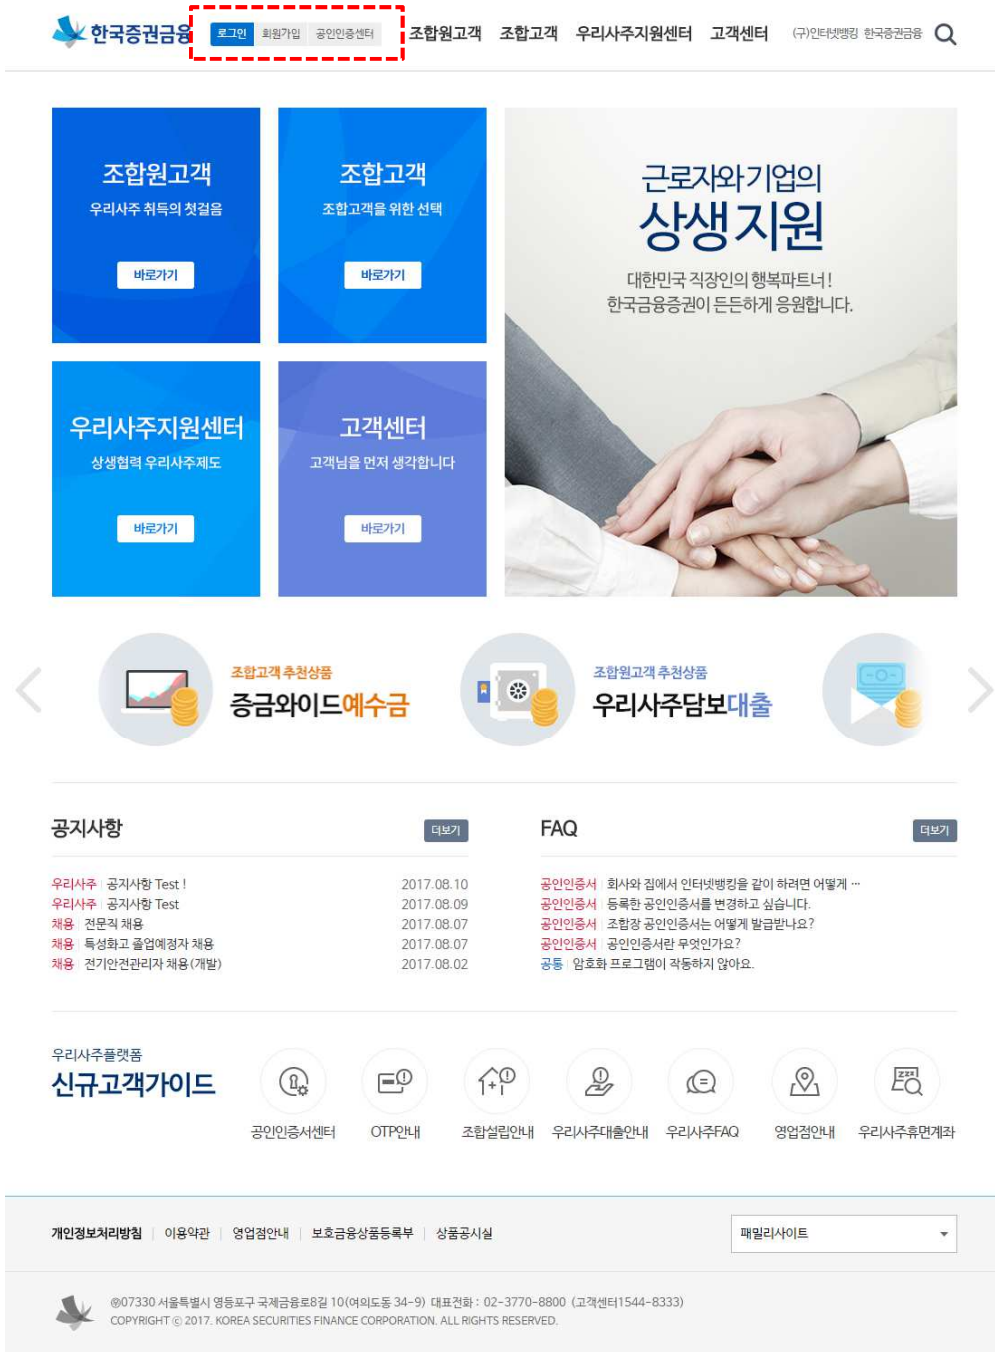 한국증권금융
로그인 회원가입 공인인증센터
조합원고객 조합고객 우리사주지원센터 고객센터
(구)인터넷뱅킹 한국증권금융
조합원고객
우리사주 취득의 첫걸음
바로가기
조합고객
조합고객을 위한 선택
바로가기
근로자와 기업의
상생 지원
대한민국 직장인의 행복파트너!
한국금융증권이 든든하게 응원합니다.
우리사주지원센터
상생협력 우리사주제도
바로가기
고객센터
고객님을 먼저 생각합니다
바로가기
조합고객 추천상품
증금와이드예수금
조합원고객 추천상품
우리사주담보대출
공지사항
더보기
우리사주 공지사항 Test ! 2017.08.10
우리사주 공지사항 Test 2017.08.09
채용 전문직 채용 2017.08.07
채용 특성화고 졸업예정자 채용 2017.08.07
채용 전기안전관리자 채용(개발) 2017.08.02
FAQ
더보기
공인인증서 회사와 집에서 인터넷뱅킹을 같이 하려면 어떻게 ...
공인인증서 등록한 공인인증서를 변경하고 싶습니다.
공인인증서 조합장 공인인증서는 어떻게 발급받나요?
공인인증서 공인인증서란 무엇인가요?
공통 암호화 프로그램이 작동하지 않아요.
우리사주플랫폼
신규고객가이드
공인인증서센터
OTP안내
조합설립안내
우리사주대출안내
우리사주FAQ
영업점안내
우리사주휴면계좌
개인정보처리방침 이용약관 영업점안내 보호금융상품등록부 상품공시실
패밀리사이트
㉾07330 서울특별시 영등포구 국제금융로8길 10(여의도동 34-9) 대표전화 : 02-3770-8800 (고객센터1544-8333)
COPYRIGHT ⓒ 2017. KOREA SECURITIES FINANCE CORPORATION. ALL RIGHTS RESERVED.